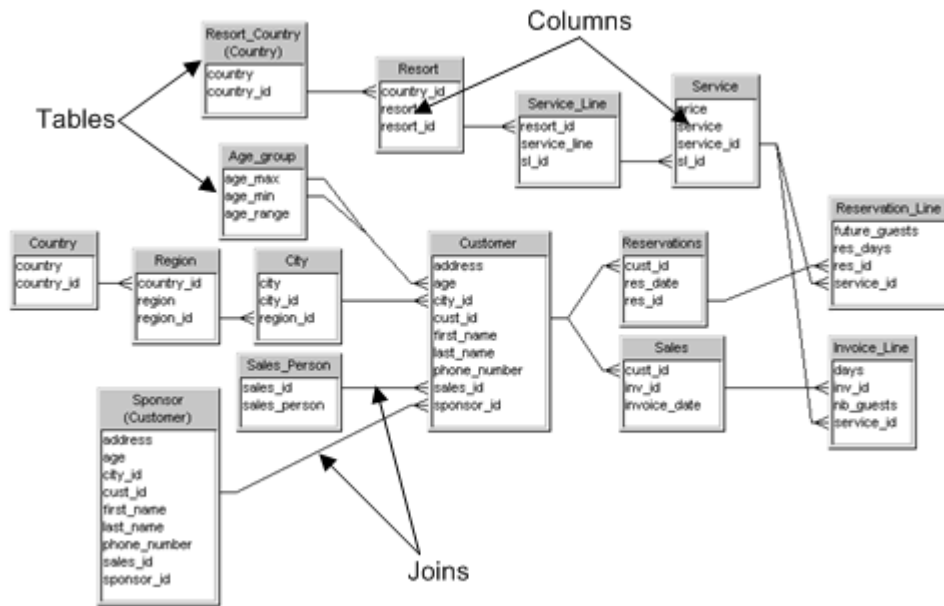 Tables
Columns
Joins
Resort_Country
(Country)
country
country_id
Resort
country_id
resort
resort_id
Service_Line
resort_id
service_line
sl_id
Service
price
service
service_id
sl_id
Age_group
age_max
age_min
age_range
Reservation_Line
future_guests
res_days
res_id
service_id
Country
country
country_id
Region
country_id
region
region_id
City
city
city_id
region_id
Customer
address
age
city_id
cust_id
first_name
last_name
phone_number
sales_id
sponsor_id
Reservations
cust_id
res_date
res_id
Sales
cust_id
inv_id
invoice_date
Invoice_Line
days
inv_id
nb_guests
service_id
Sales_Person
sales_id
sales_person
Sponsor
(Customer)
address
age
city_id
cust_id
first_name
last_name
phone_number
sales_id
sponsor_id